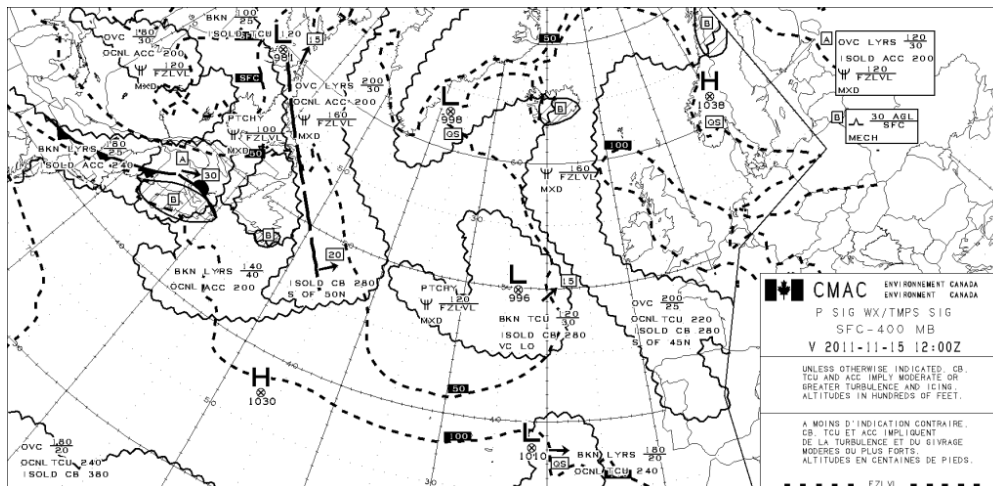 OVC 180
30
OCNL ACC 200
120
FZLVL
MXD
BKN 100
25
ISOLD TCU 120
L
981
15
SFC
OVC LYRS 200
30
OCNL ACC 200
160
FZLVL
MXD
PTCHY
100
FZLVL
MXD
50
BKN LYRS 180
25
ISOLD ACC 240
A
30
B
B
BKN LYRS 140
40
OCNL ACC 200
20
ISOLD CB 280
S OF 50N
L
998
QS
50
B
160
FZLVL
MXD
100
B
H
1038
QS
A
OVC LYRS 120
30
ISOLD ACC 200
120
FZLVL
MXD
B
30 AGL
SFC
MECH
PTCHY
120
FZLVL
MXD
L
996
15
BKN TCU 120
30
ISOLD CB 280
VC LO
OVC 200
25
OCNL TCU 220
ISOLD CB 280
S OF 45N
H
1030
50
100
L
1010
QS
BKN LYRS 180
20
OCNL TCU 240
OVC 180
20
OCNL TCU 240
ISOLD CB 380
50
40
30
30
CMAC ENVIRONNEMENT CANADA
ENVIRONMENT CANADA
P SIG WX/TMPS SIG
SFC-400 MB
V 2011-11-15 12:00Z
UNLESS OTHERWISE INDICATED, CB,
TCU AND ACC IMPLY MODERATE OR
GREATER TURBULENCE AND ICING.
ALTITUDES IN HUNDREDS OF FEET.
A MOINS D'INDICATION CONTRAIRE,
CB, TCU ET ACC IMPLIQUENT
DE LA TURBULENCE ET DU GIVRAGE
MODERES OU PLUS FORTS.
ALTITUDES EN CENTAINES DE PIEDS.
FZLVL